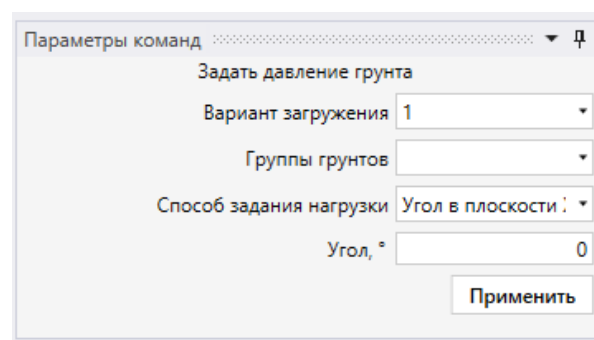 Параметры команд
Задать давление грунта
Вариант загружения 1
Группы грунтов
Способ задания нагрузки Угол в плоскости
Угол, ° 0
Применить